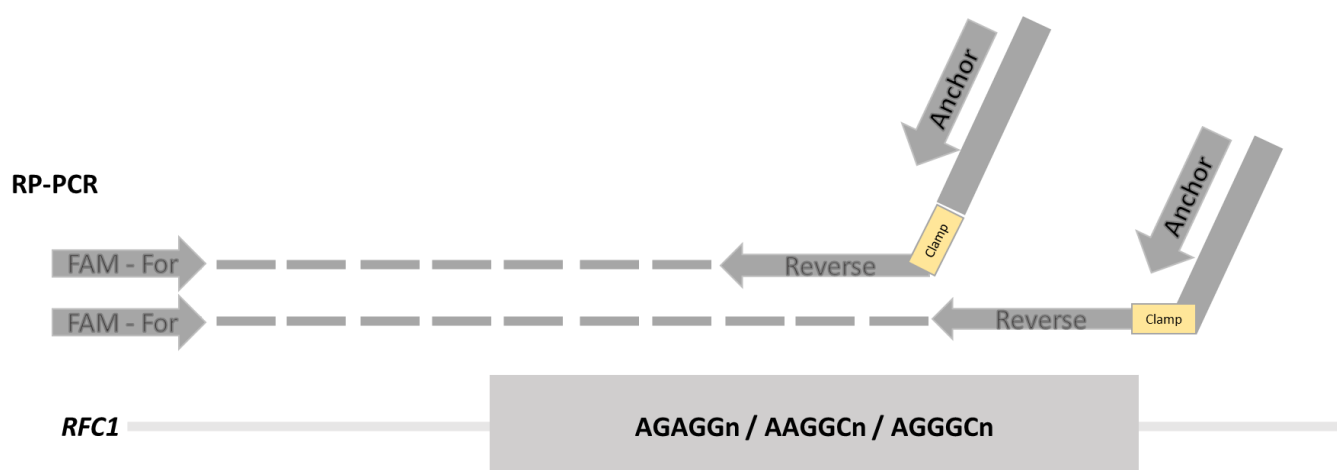 Anchor
Anchor
RP-PCR
Clamp
FAM - For
Reverse
FAM - For
Reverse
Clamp
RFC1
AGAGGn / AAGGCn / AGGGCn